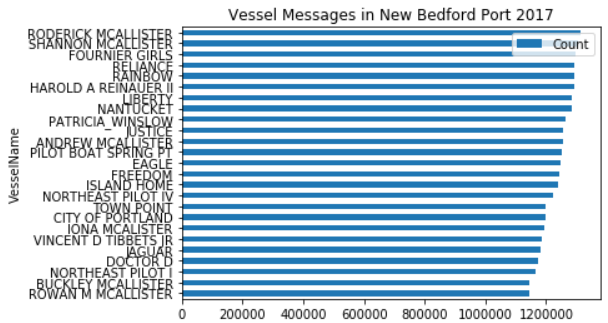 Vessel Messages in New Bedford Port 2017
Count
VesselName
RODERICK MCALLISTER
SHANNON MCALLISTER
FOURNIER GIRLS
RELIANCE
RAINBOW
HAROLD A REINAUER II
LIBERTY
NANTUCKET
PATRICIA_WINSLOW
JUSTICE
ANDREW MCALLISTER
PILOT BOAT SPRING PT
EAGLE
FREEDOM
ISLAND HOME
NORTHEAST PILOT IV
TOWN POINT
CITY OF PORTLAND
IONA MCALISTER
VINCENT D TIBBETS JR
JAGUAR
DOCTOR D
NORTHEAST PILOT I
BUCKLEY MCALLISTER
ROWAN M MCALLISTER
0 200000 400000 600000 800000 1000000 1200000